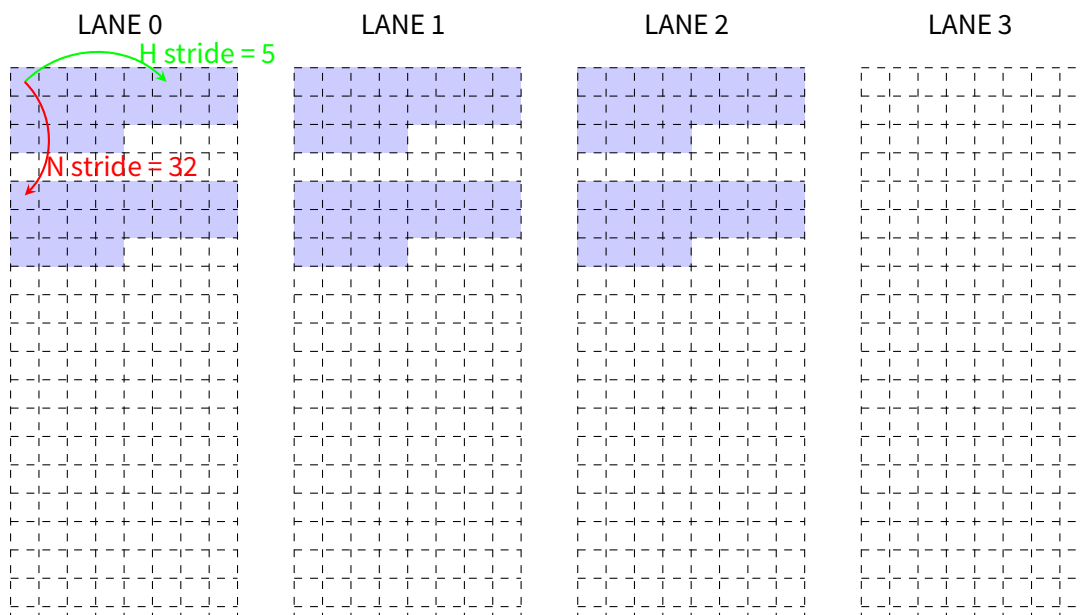 LANE 0
LANE 1
LANE 2
LANE 3
H stride = 5
N stride = 32